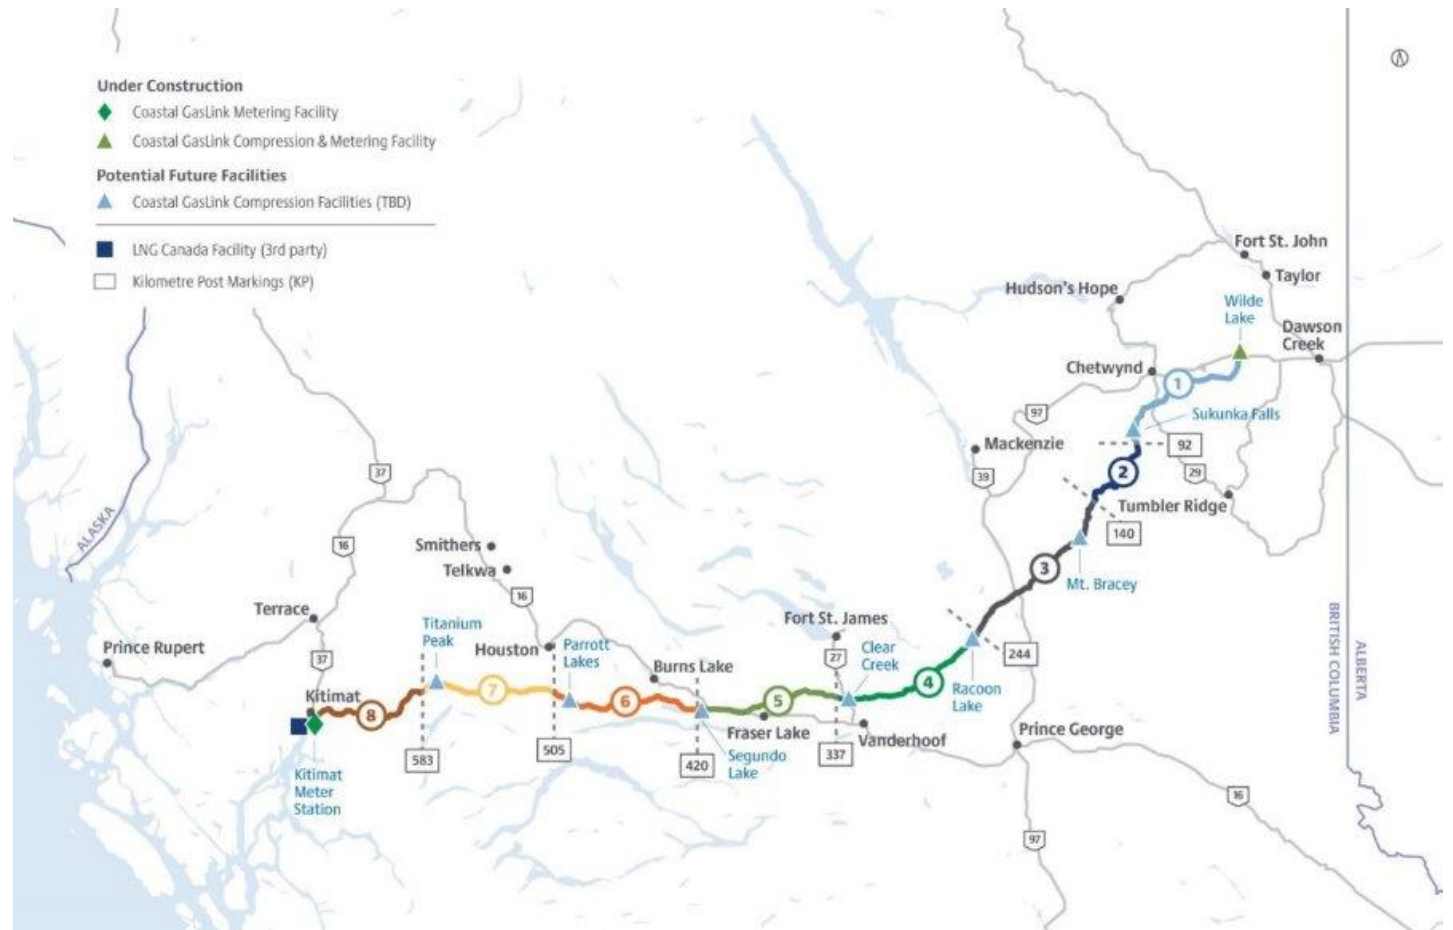 Under Construction
Coastal GasLink Metering Facility
Coastal GasLink Compression & Metering Facility
Potential Future Facilities
Coastal GasLink Compression Facilities (TBD)
LNG Canada Facility (3rd party)
Kilometre Post Markings (KP)
Fort St. John
Taylor
Hudson's Hope
Wilde
Lake
Dawson
Creek
Chetwynd
1
97
Sukunka Falls
Mackenzie
92
37
39
2
29
Tumbler Ridge
ALASKA
140
16
Smithers
Telkwa
3
Mt. Bracey
16
Terrace
Fort St. James
Titanium
Peak
Prince Rupert
Houston
Parrott
Lakes
27
Clear
Creek
244
37
Burns Lake
BRITISH COLUMBIA
ALBERTA
4
Racoon
Lake
Kitimat
8
7
6
5
Fraser Lake
Vanderhoof
Prince George
583
505
420
Segundo
Lake
337
Kitimat
Meter
Station
16
97